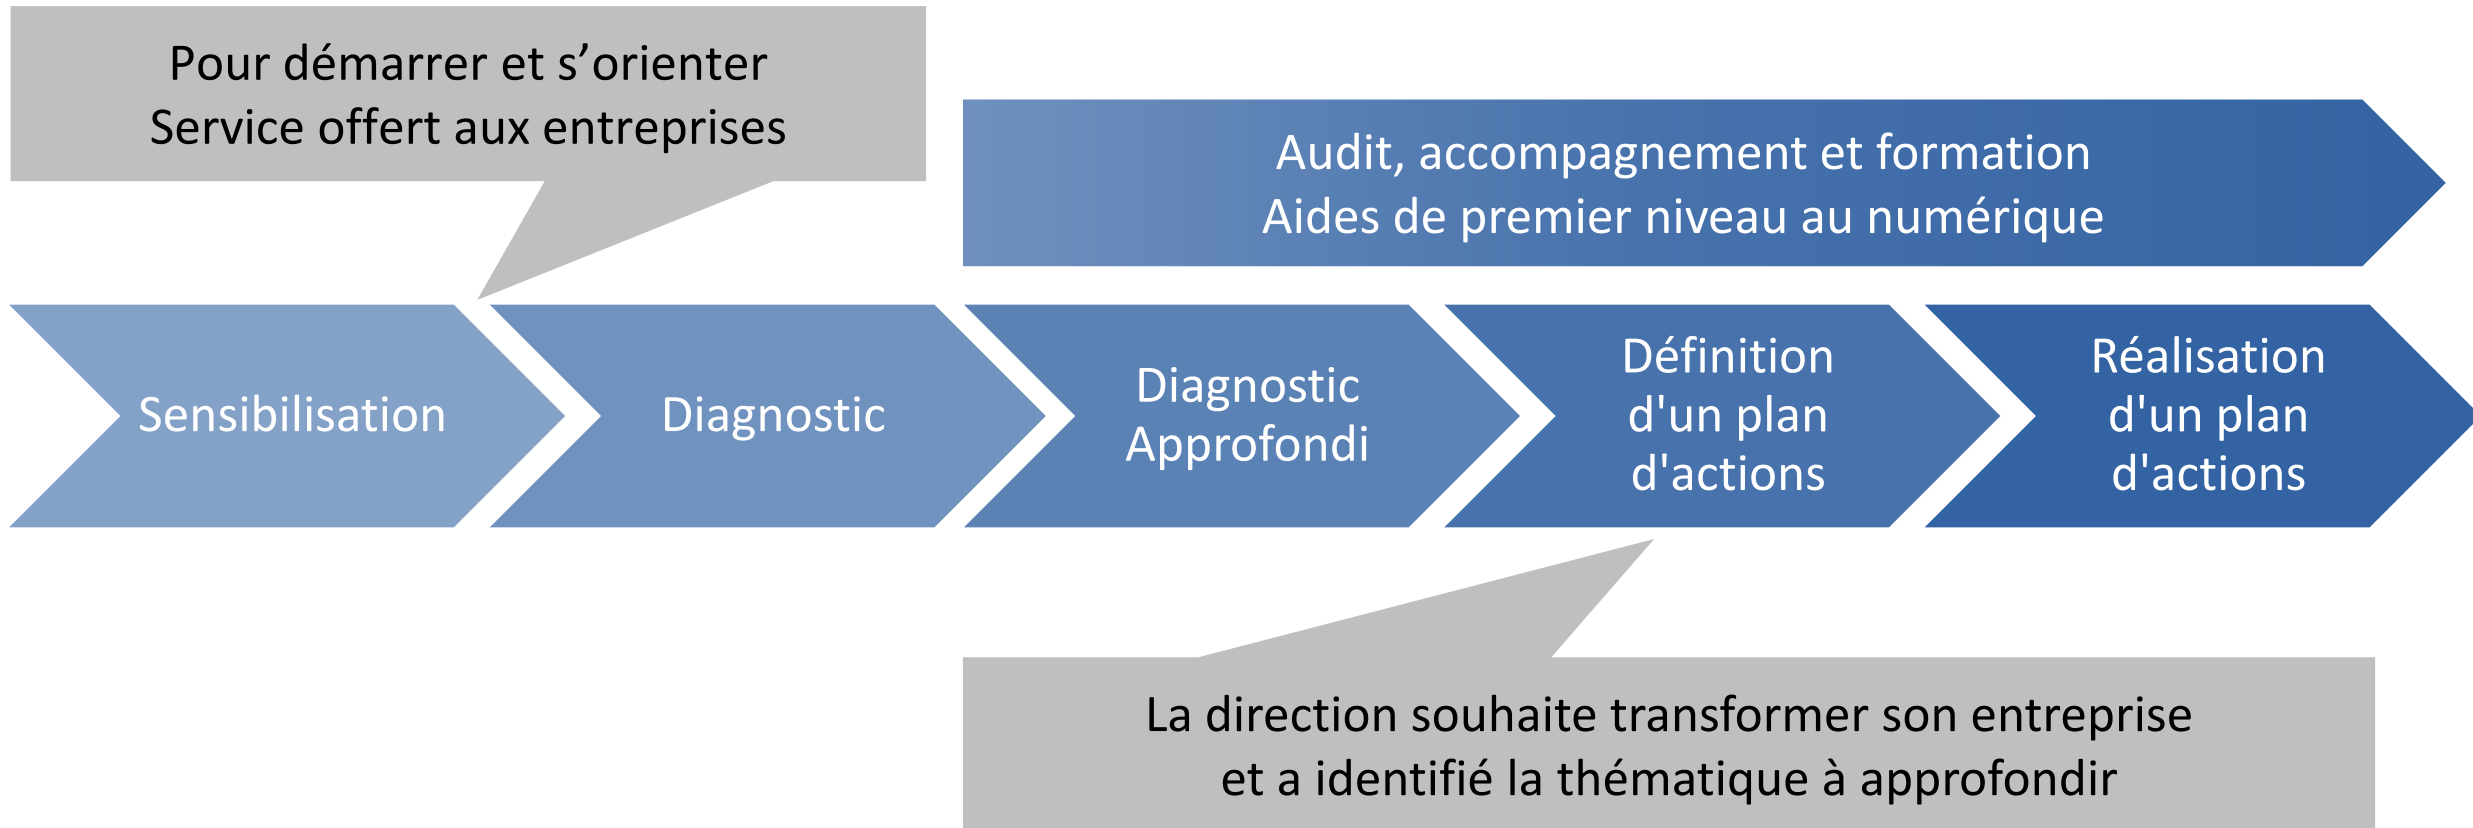 Pour démarrer et s’orienter
Service offert aux entreprises
Audit, accompagnement et formation
Aides de premier niveau au numérique
Sensibilisation
Diagnostic
Diagnostic
Approfondi
Définition
d'un plan
d'actions
Réalisation
d'un plan
d'actions
La direction souhaite transformer son entreprise
et a identifié la thématique à approfondir